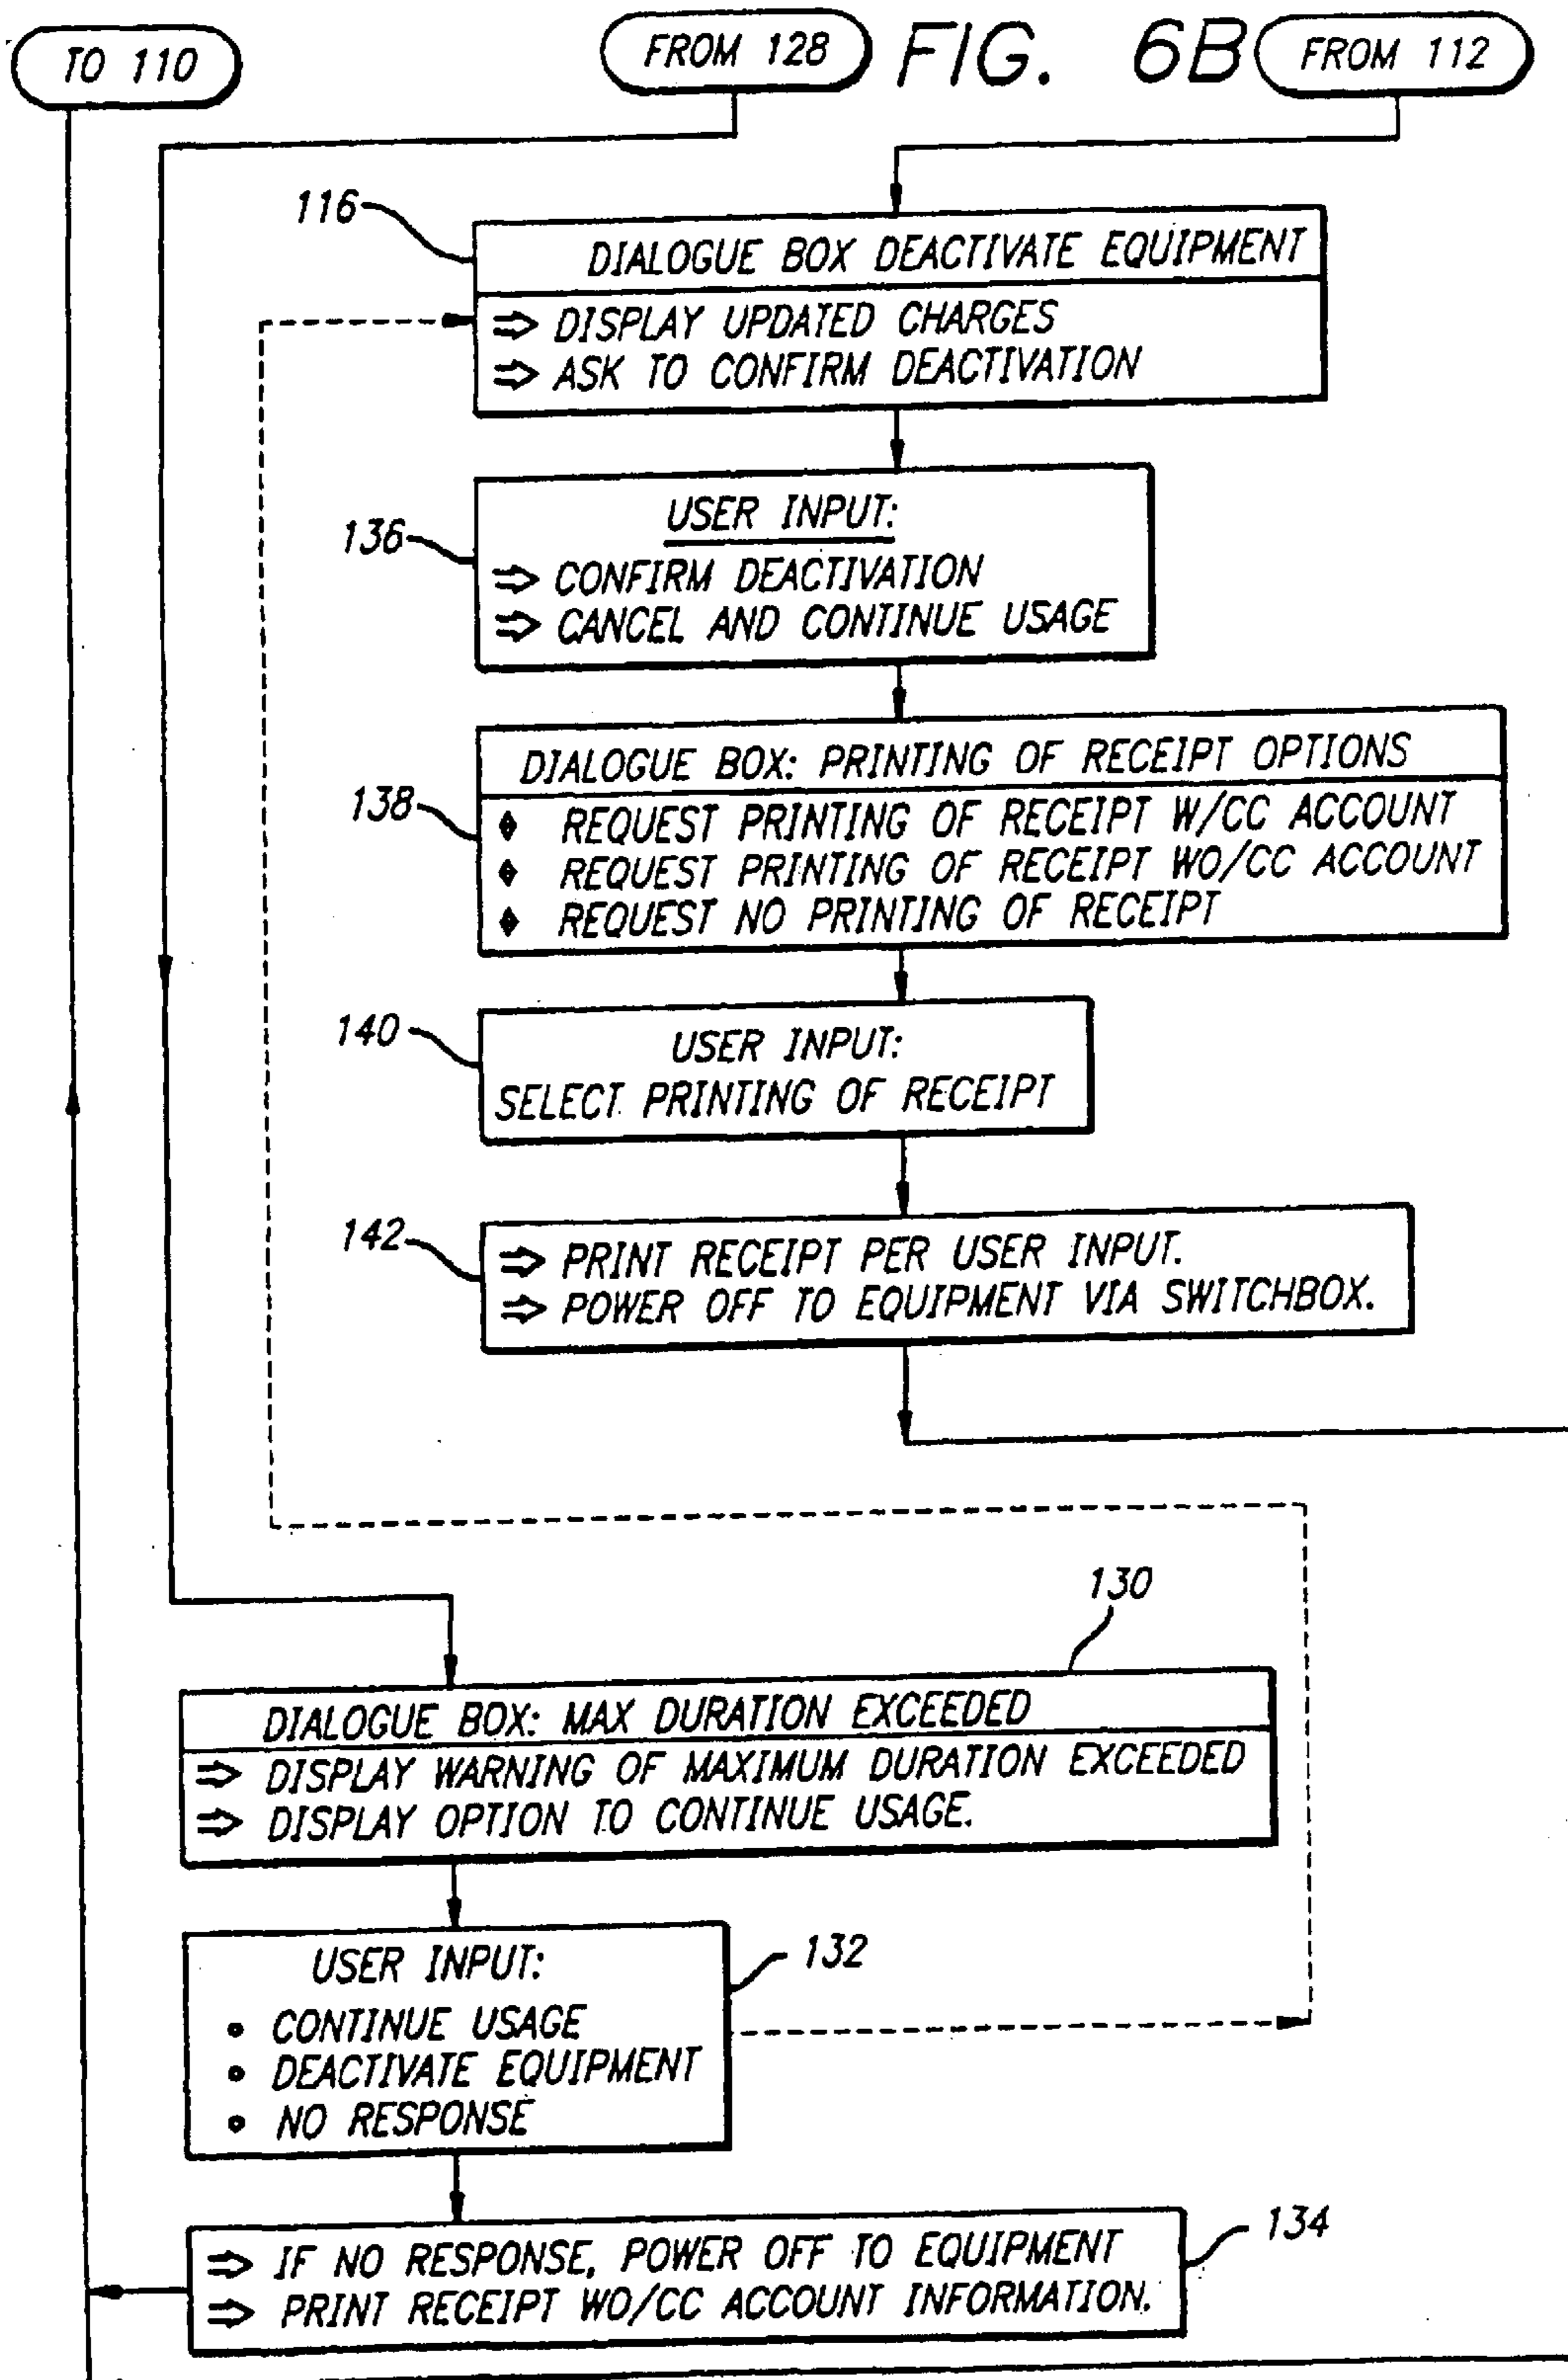 TO 110
FROM 128
FIG. 6B
FROM 112
116
DIALOGUE BOX DEACTIVATE EQUIPMENT
⇒ DISPLAY UPDATED CHARGES
⇒ ASK TO CONFIRM DEACTIVATION
136
USER INPUT:
⇒ CONFIRM DEACTIVATION
⇒ CANCEL AND CONTINUE USAGE
DIALOGUE BOX: PRINTING OF RECEIPT OPTIONS
138
♦ REQUEST PRINTING OF RECEIPT W/CC ACCOUNT
♦ REQUEST PRINTING OF RECEIPT WO/CC ACCOUNT
♦ REQUEST NO PRINTING OF RECEIPT
140
USER INPUT:
SELECT PRINTING OF RECEIPT
142
⇒ PRINT RECEIPT PER USER INPUT.
⇒ POWER OFF TO EQUIPMENT VIA SWITCHBOX.
130
DIALOGUE BOX: MAX DURATION EXCEEDED
⇒ DISPLAY WARNING OF MAXIMUM DURATION EXCEEDED
⇒ DISPLAY OPTION TO CONTINUE USAGE.
USER INPUT:
132
• CONTINUE USAGE
• DEACTIVATE EQUIPMENT
• NO RESPONSE
134
⇒ IF NO RESPONSE, POWER OFF TO EQUIPMENT
⇒ PRINT RECEIPT WO/CC ACCOUNT INFORMATION.